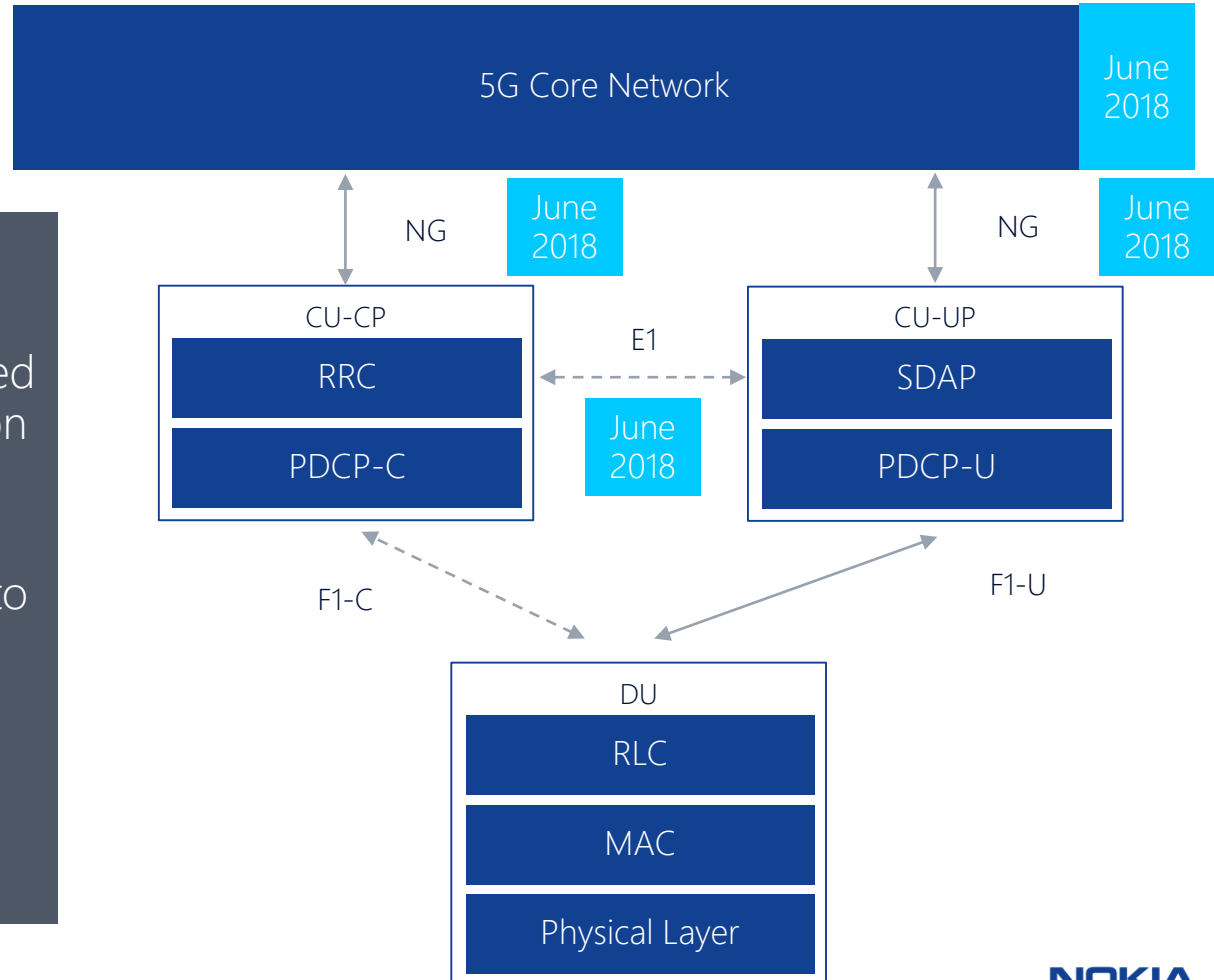 5G Core Network
June
2018
NG
June
2018
NG
June
2018
CU-CP
RRC
PDCP-C
E1
June
2018
CU-UP
SDAP
PDCP-U
F1-C
F1-U
DU
RLC
MAC
Physical Layer
NOKIA